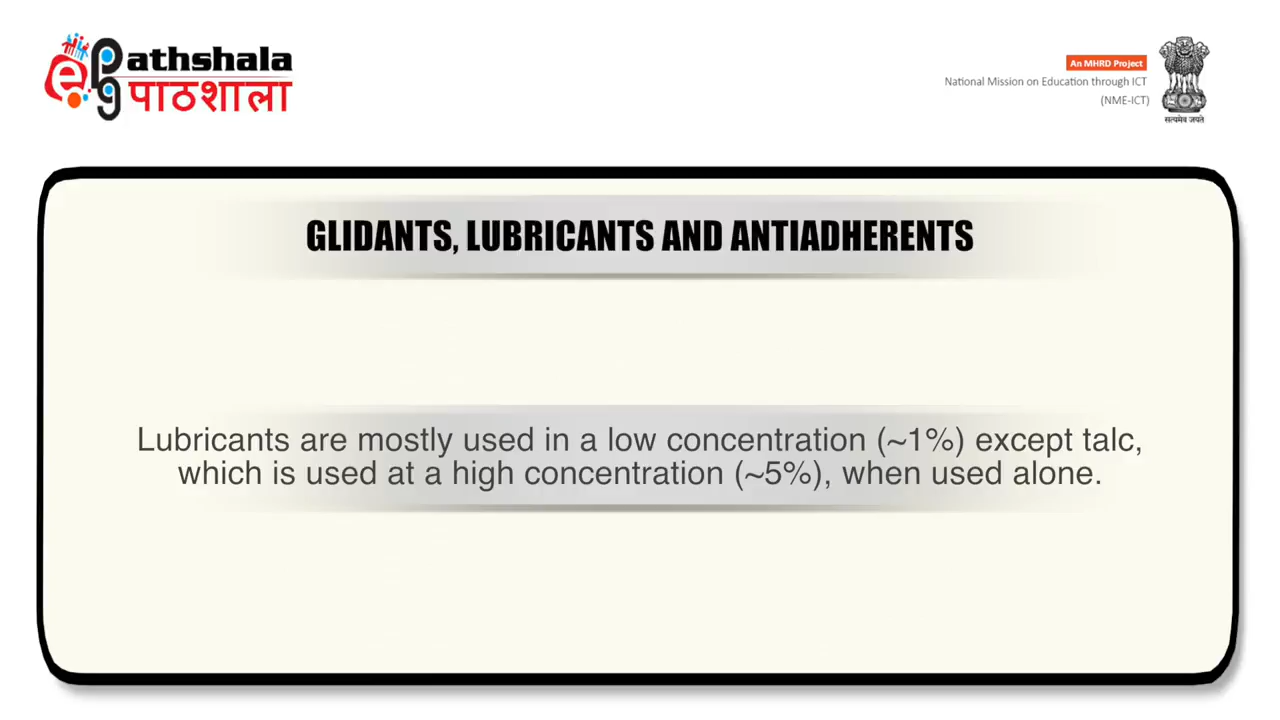 e pg Pathshala
पाठशाला
An MHRD Project
National Mission on Education through ICT
(NME-ICT)
सत्यमेव जयते
GLIDANTS, LUBRICANTS AND ANTIADHERENTS
Lubricants are mostly used in a low concentration (~1%) except talc,
which is used at a high concentration (~5%), when used alone.